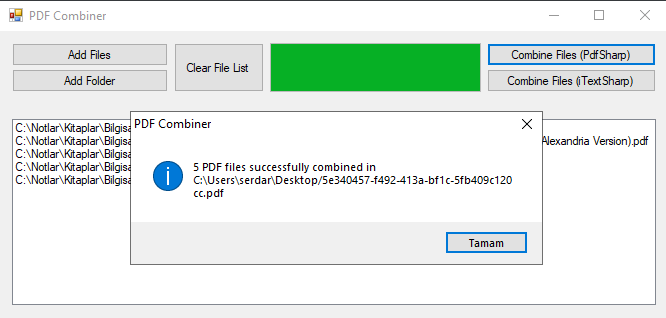 PDF Combiner
Add Files
Add Folder
Clear File List
Combine Files (PdfSharp)
Combine Files (iTextSharp)
C:\Notlar\Kitaplar\Bilgisa
C:\Notlar\Kitaplar\Bilgisa
Alexandria Version).pdf
C:\Notlar\Kitaplar\Bilgisa
C:\Notlar\Kitaplar\Bilgisa
C:\Notlar\Kitaplar\Bilgisa
PDF Combiner
5 PDF files successfully combined in
C:\Users\serdar\Desktop/5e340457-f492-413a-bf1c-5fb409c120
cc.pdf
Tamam